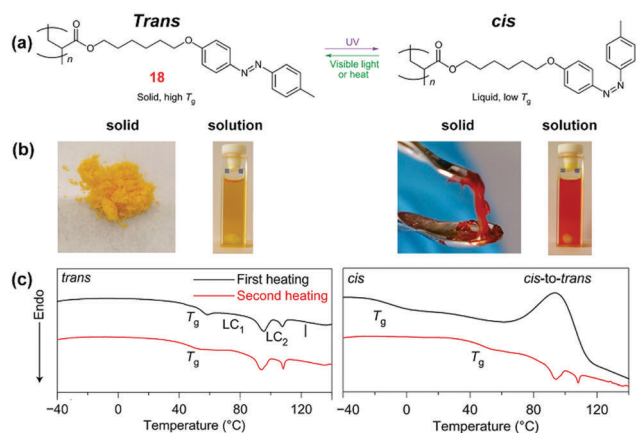 Trans
cis
(a)
O
O
O
N
N
n
18
Solid, high Tg
UV
Visible light
or heat
O
O
O
N
N
n
Liquid, low Tg
(b)
solid
solution
solid
solution
(c)
trans
First heating
Second heating
Tg
LC1
LC2
I
Tg
Endo
-40
0
40
80
120
Temperature (°C)
cis
cis-to-trans
Tg
Tg
-40
0
40
80
120
Temperature (°C)